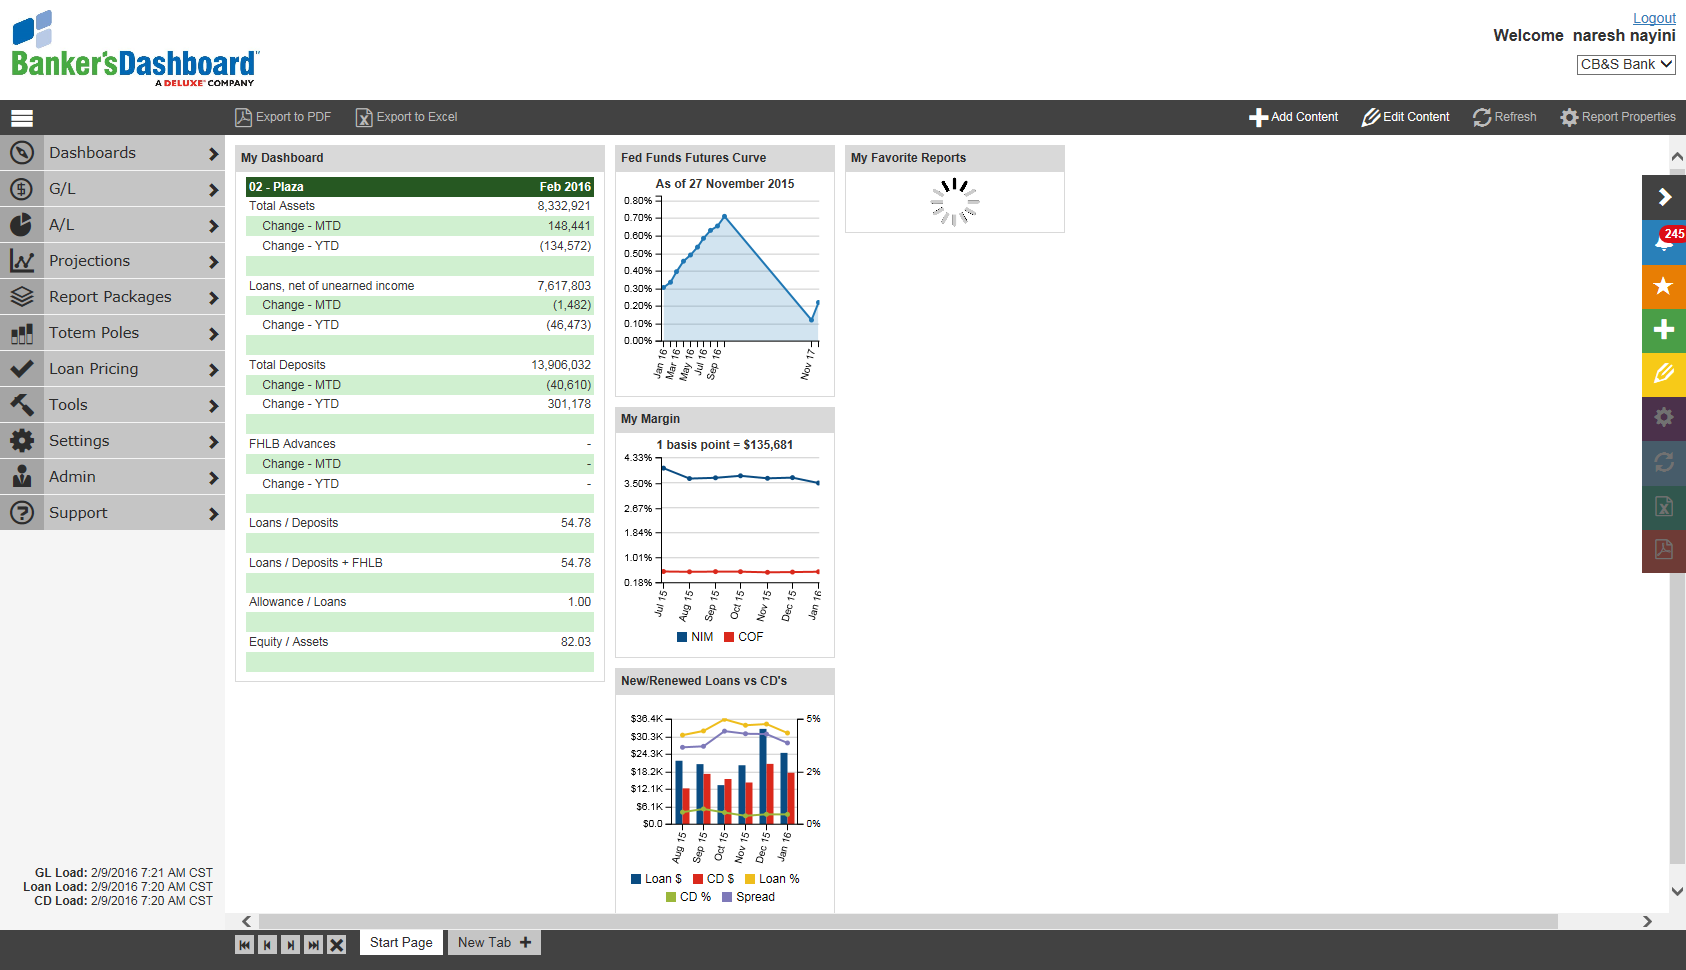 Logout
Welcome naresh nayini
CB&S Bank
Banker'sDashboard
A DELUXE COMPANY
Export to PDF
Export to Excel
Add Content
Edit Content
Refresh
Report Properties
Dashboards
G/L
A/L
Projections
Report Packages
Totem Poles
Loan Pricing
Tools
Settings
Admin
Support
GL Load: 2/9/2016 7:21 AM CST
Loan Load: 2/9/2016 7:20 AM CST
CD Load: 2/9/2016 7:20 AM CST
My Dashboard
02 - Plaza Feb 2016
Total Assets 8,332,921
Change - MTD 148,441
Change - YTD (134,572)
Loans, net of unearned income 7,617,803
Change - MTD (1,482)
Change - YTD (46,473)
Total Deposits 13,906,032
Change - MTD (40,610)
Change - YTD 301,178
FHLB Advances -
Change - MTD -
Change - YTD -
Loans / Deposits 54.78
Loans / Deposits + FHLB 54.78
Allowance / Loans 1.00
Equity / Assets 82.03
Fed Funds Futures Curve
As of 27 November 2015
0.80%
0.70%
0.60%
0.50%
0.40%
0.30%
0.20%
0.10%
0.00%
Jan 16
Mar 16
May 16
Jul 16
Sep 16
Nov 17
My Margin
1 basis point = $135,681
4.33%
3.50%
2.67%
1.84%
1.01%
0.18%
Jul 15
Aug 15
Sep 15
Oct 15
Nov 15
Dec 15
Jan 16
NIM COF
New/Renewed Loans vs CD's
$36.4K
$30.3K
$24.3K
$18.2K
$12.1K
$6.1K
$0.0
5%
2%
0%
Aug 15
Sep 15
Oct 15
Nov 15
Dec 15
Jan 16
Loan $ CD $ Loan %
CD % Spread
My Favorite Reports
245
Start Page
New Tab